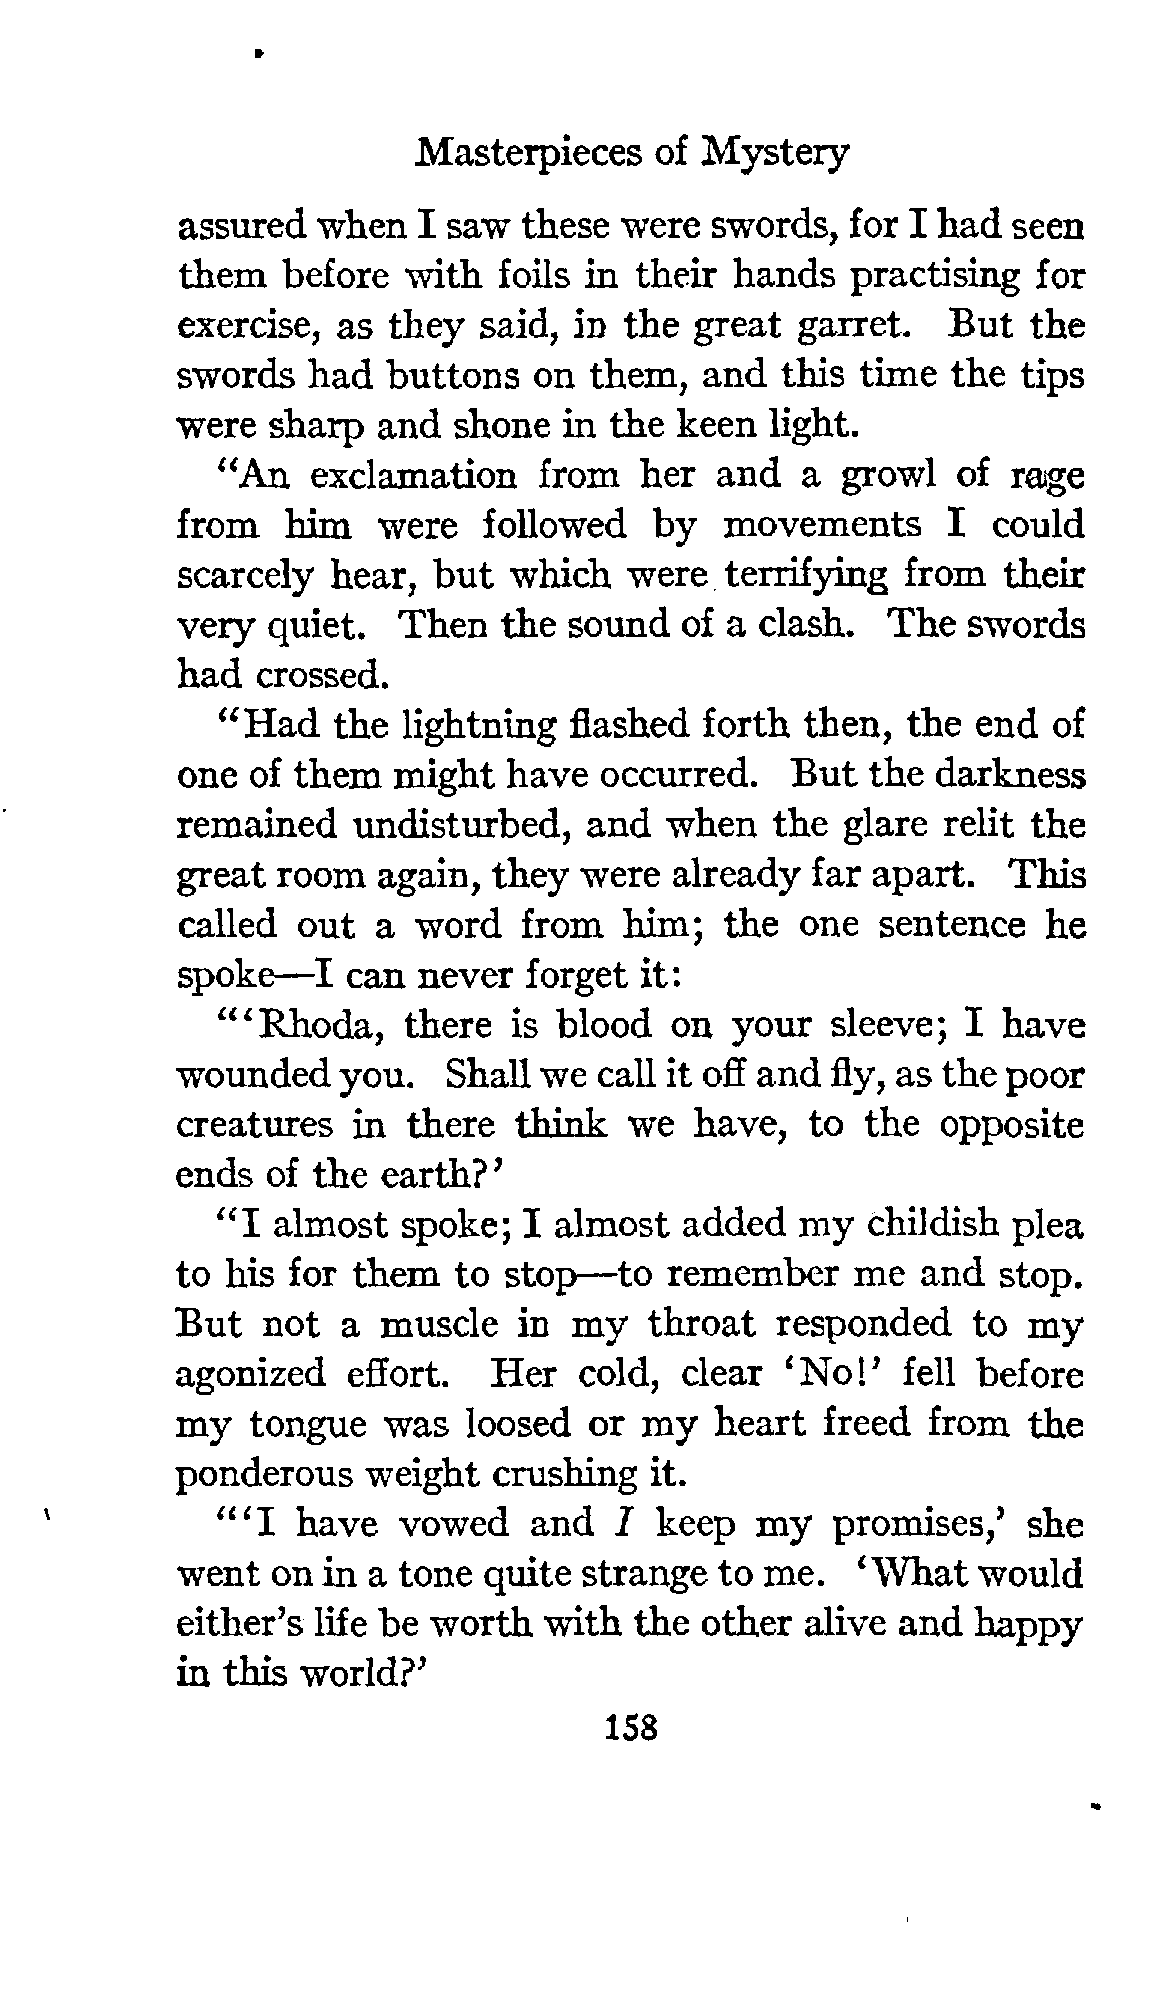 Masterpieces of Mystery
assured when I saw these were swords, for I had seen
them before with foils in their hands practising for
exercise, as they said, in the great garret. But the
swords had buttons on them, and this time the tips
were sharp and shone in the keen light.
"An exclamation from her and a growl of rage
from him were followed by movements I could
scarcely hear, but which were terrifying from their
very quiet. Then the sound of a clash. The swords
had crossed.
"Had the lightning flashed forth then, the end of
one of them might have occurred. But the darkness
remained undisturbed, and when the glare relit the
great room again, they were already far apart. This
called out a word from him; the one sentence he
spoke—I can never forget it:
"'Rhoda, there is blood on your sleeve; I have
wounded you. Shall we call it off and fly, as the poor
creatures in there think we have, to the opposite
ends of the earth?'
"I almost spoke; I almost added my childish plea
to his for them to stop—to remember me and stop.
But not a muscle in my throat responded to my
agonized effort. Her cold, clear 'No!' fell before
my tongue was loosed or my heart freed from the
ponderous weight crushing it.
"'I have vowed and I keep my promises,' she
went on in a tone quite strange to me. 'What would
either's life be worth with the other alive and happy
in this world?'
158